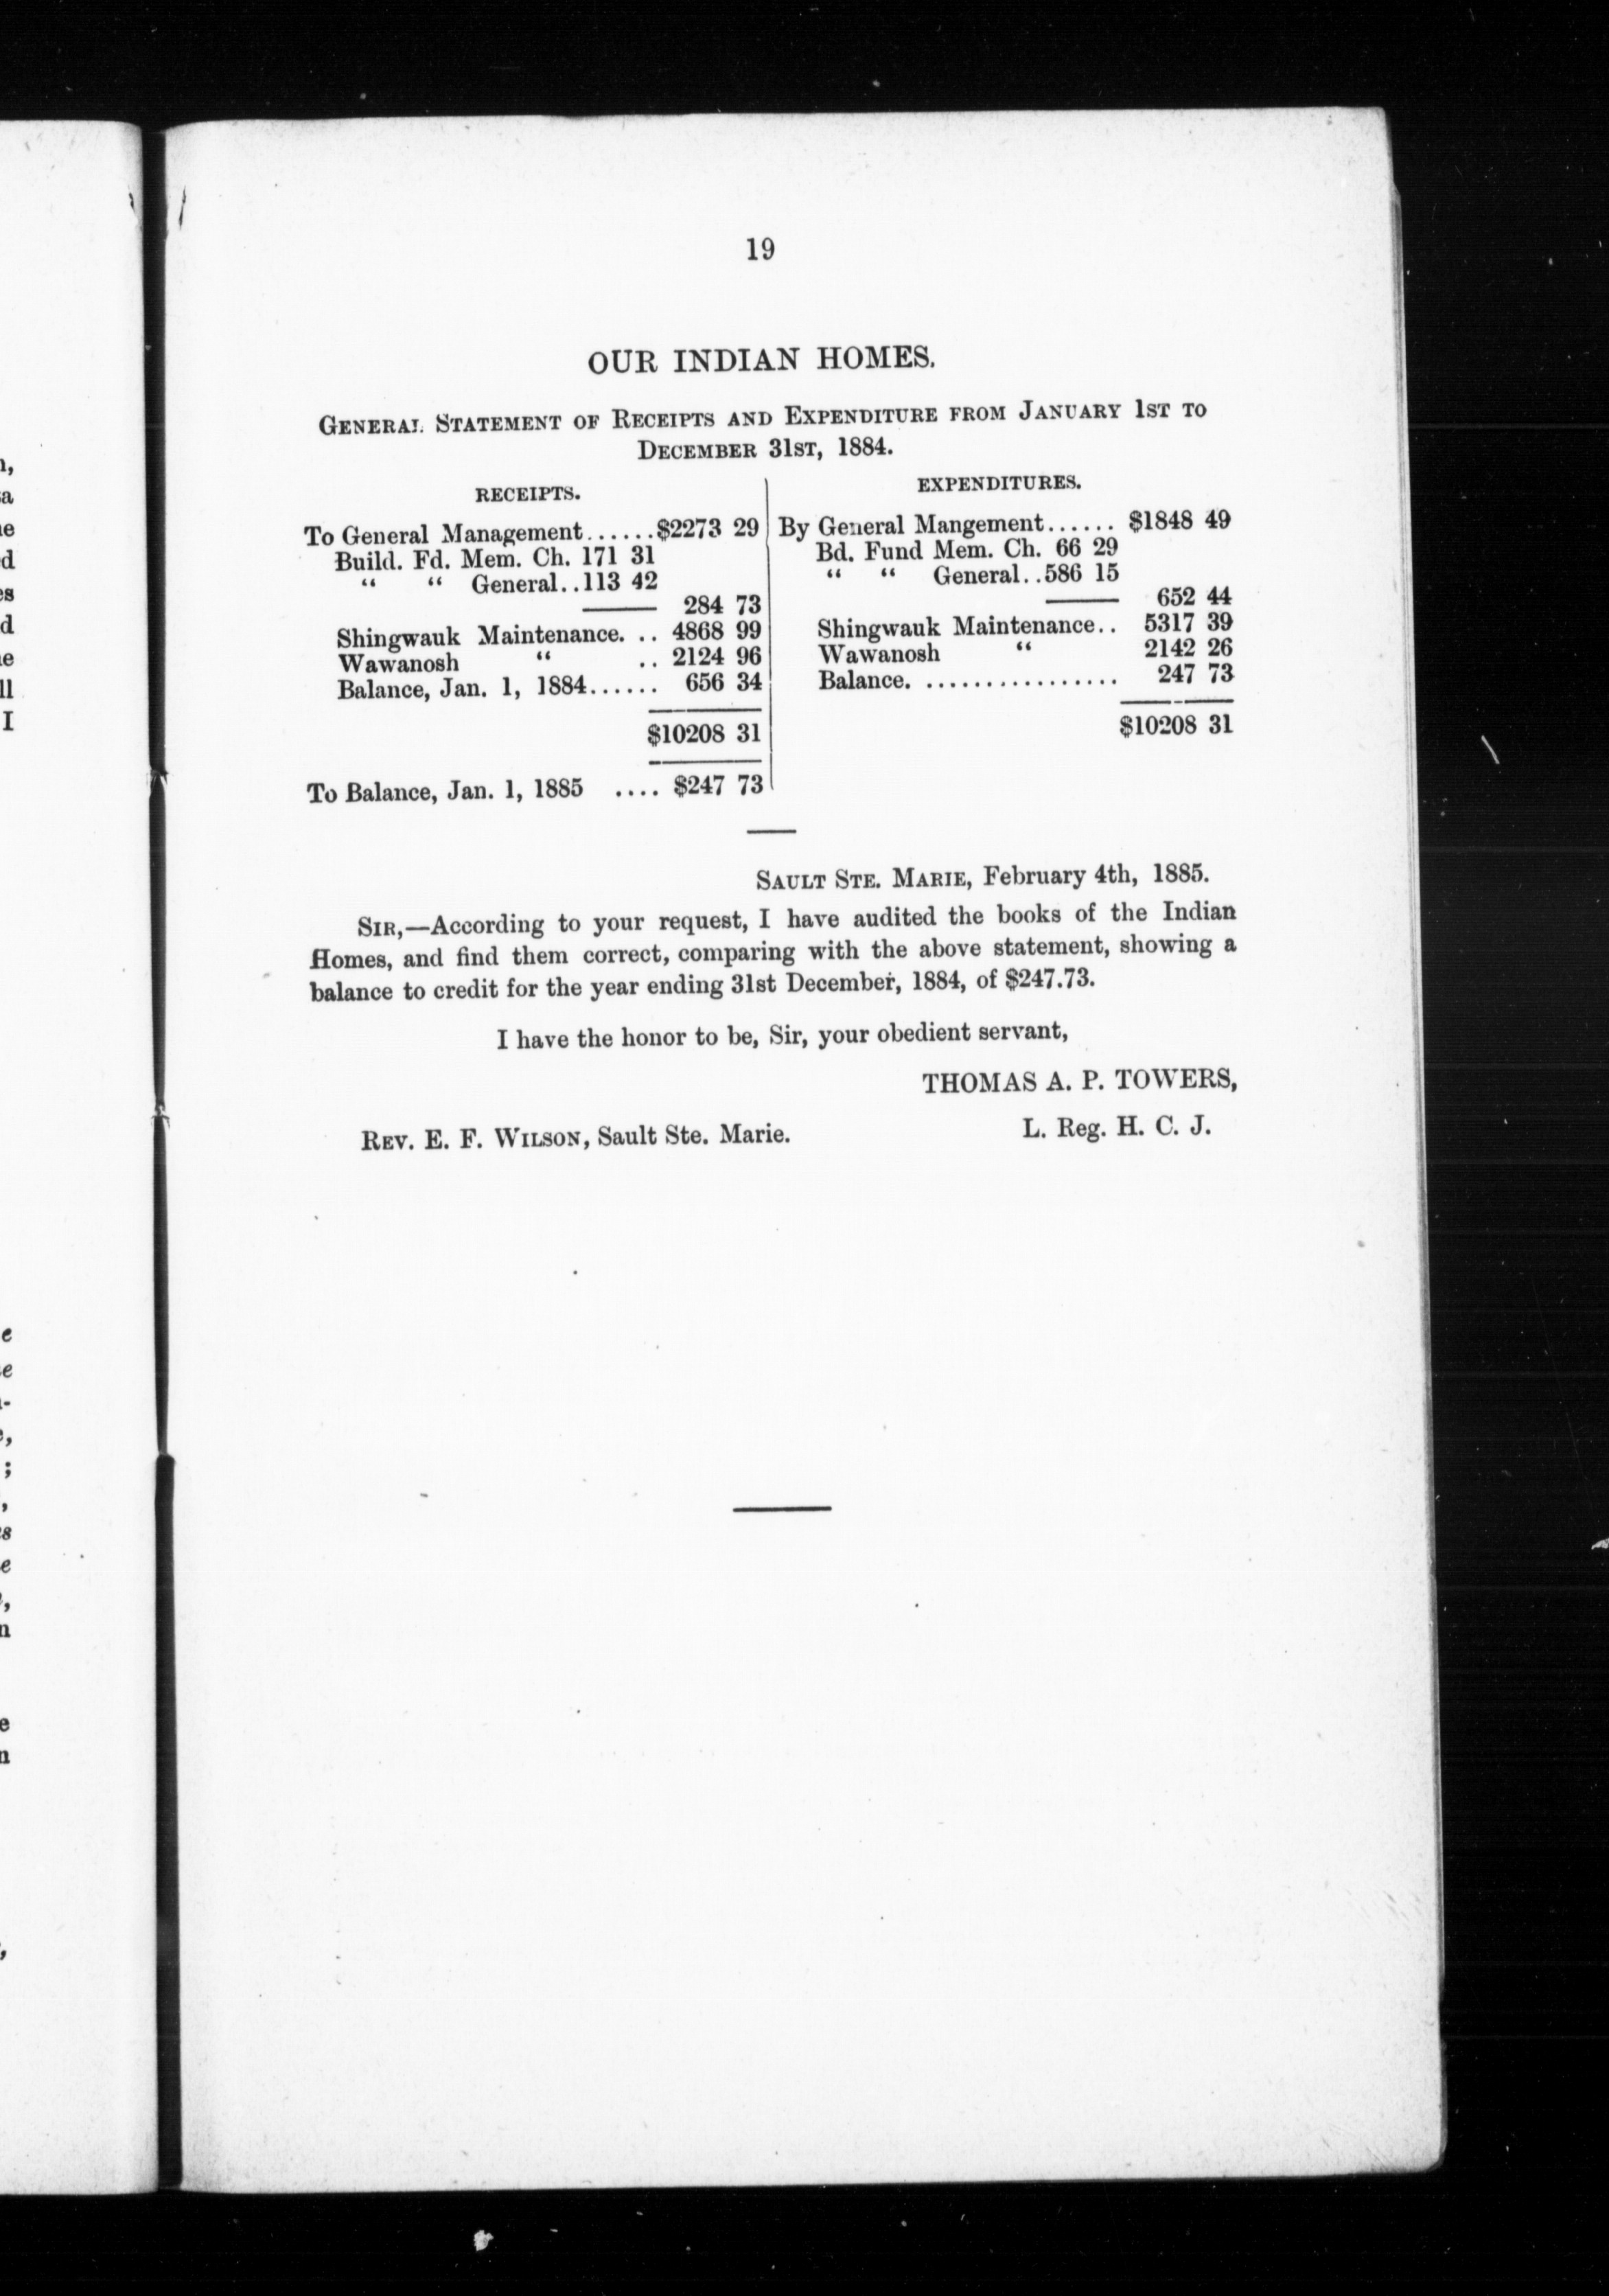 19
OUR INDIAN HOMES.
GENERAL STATEMENT OF RECEIPTS AND EXPENDITURE FROM JANUARY 1ST TO
DECEMBER 31ST, 1884.
RECEIPTS.
To General Management......$2273 29
Build. Fd. Mem. Ch. 171 31
“ “ General..113 42
284 73
Shingwauk Maintenance. .. 4868 99
Wawanosh “ .. 2124 96
Balance, Jan. 1, 1884...... 656 34
$10208 31
To Balance, Jan. 1, 1885 .... $247 73
EXPENDITURES.
By General Mangement...... $1848 49
Bd. Fund Mem. Ch. 66 29
“ “ General..586 15
652 44
Shingwauk Maintenance.. 5317 39
Wawanosh “ 2142 26
Balance. ................ 247 73
$10208 31
SAULT STE. MARIE, February 4th, 1885.
SIR,—According to your request, I have audited the books of the Indian
Homes, and find them correct, comparing with the above statement, showing a
balance to credit for the year ending 31st December, 1884, of $247.73.
I have the honor to be, Sir, your obedient servant,
THOMAS A. P. TOWERS,
L. Reg. H. C. J.
REV. E. F. WILSON, Sault Ste. Marie.